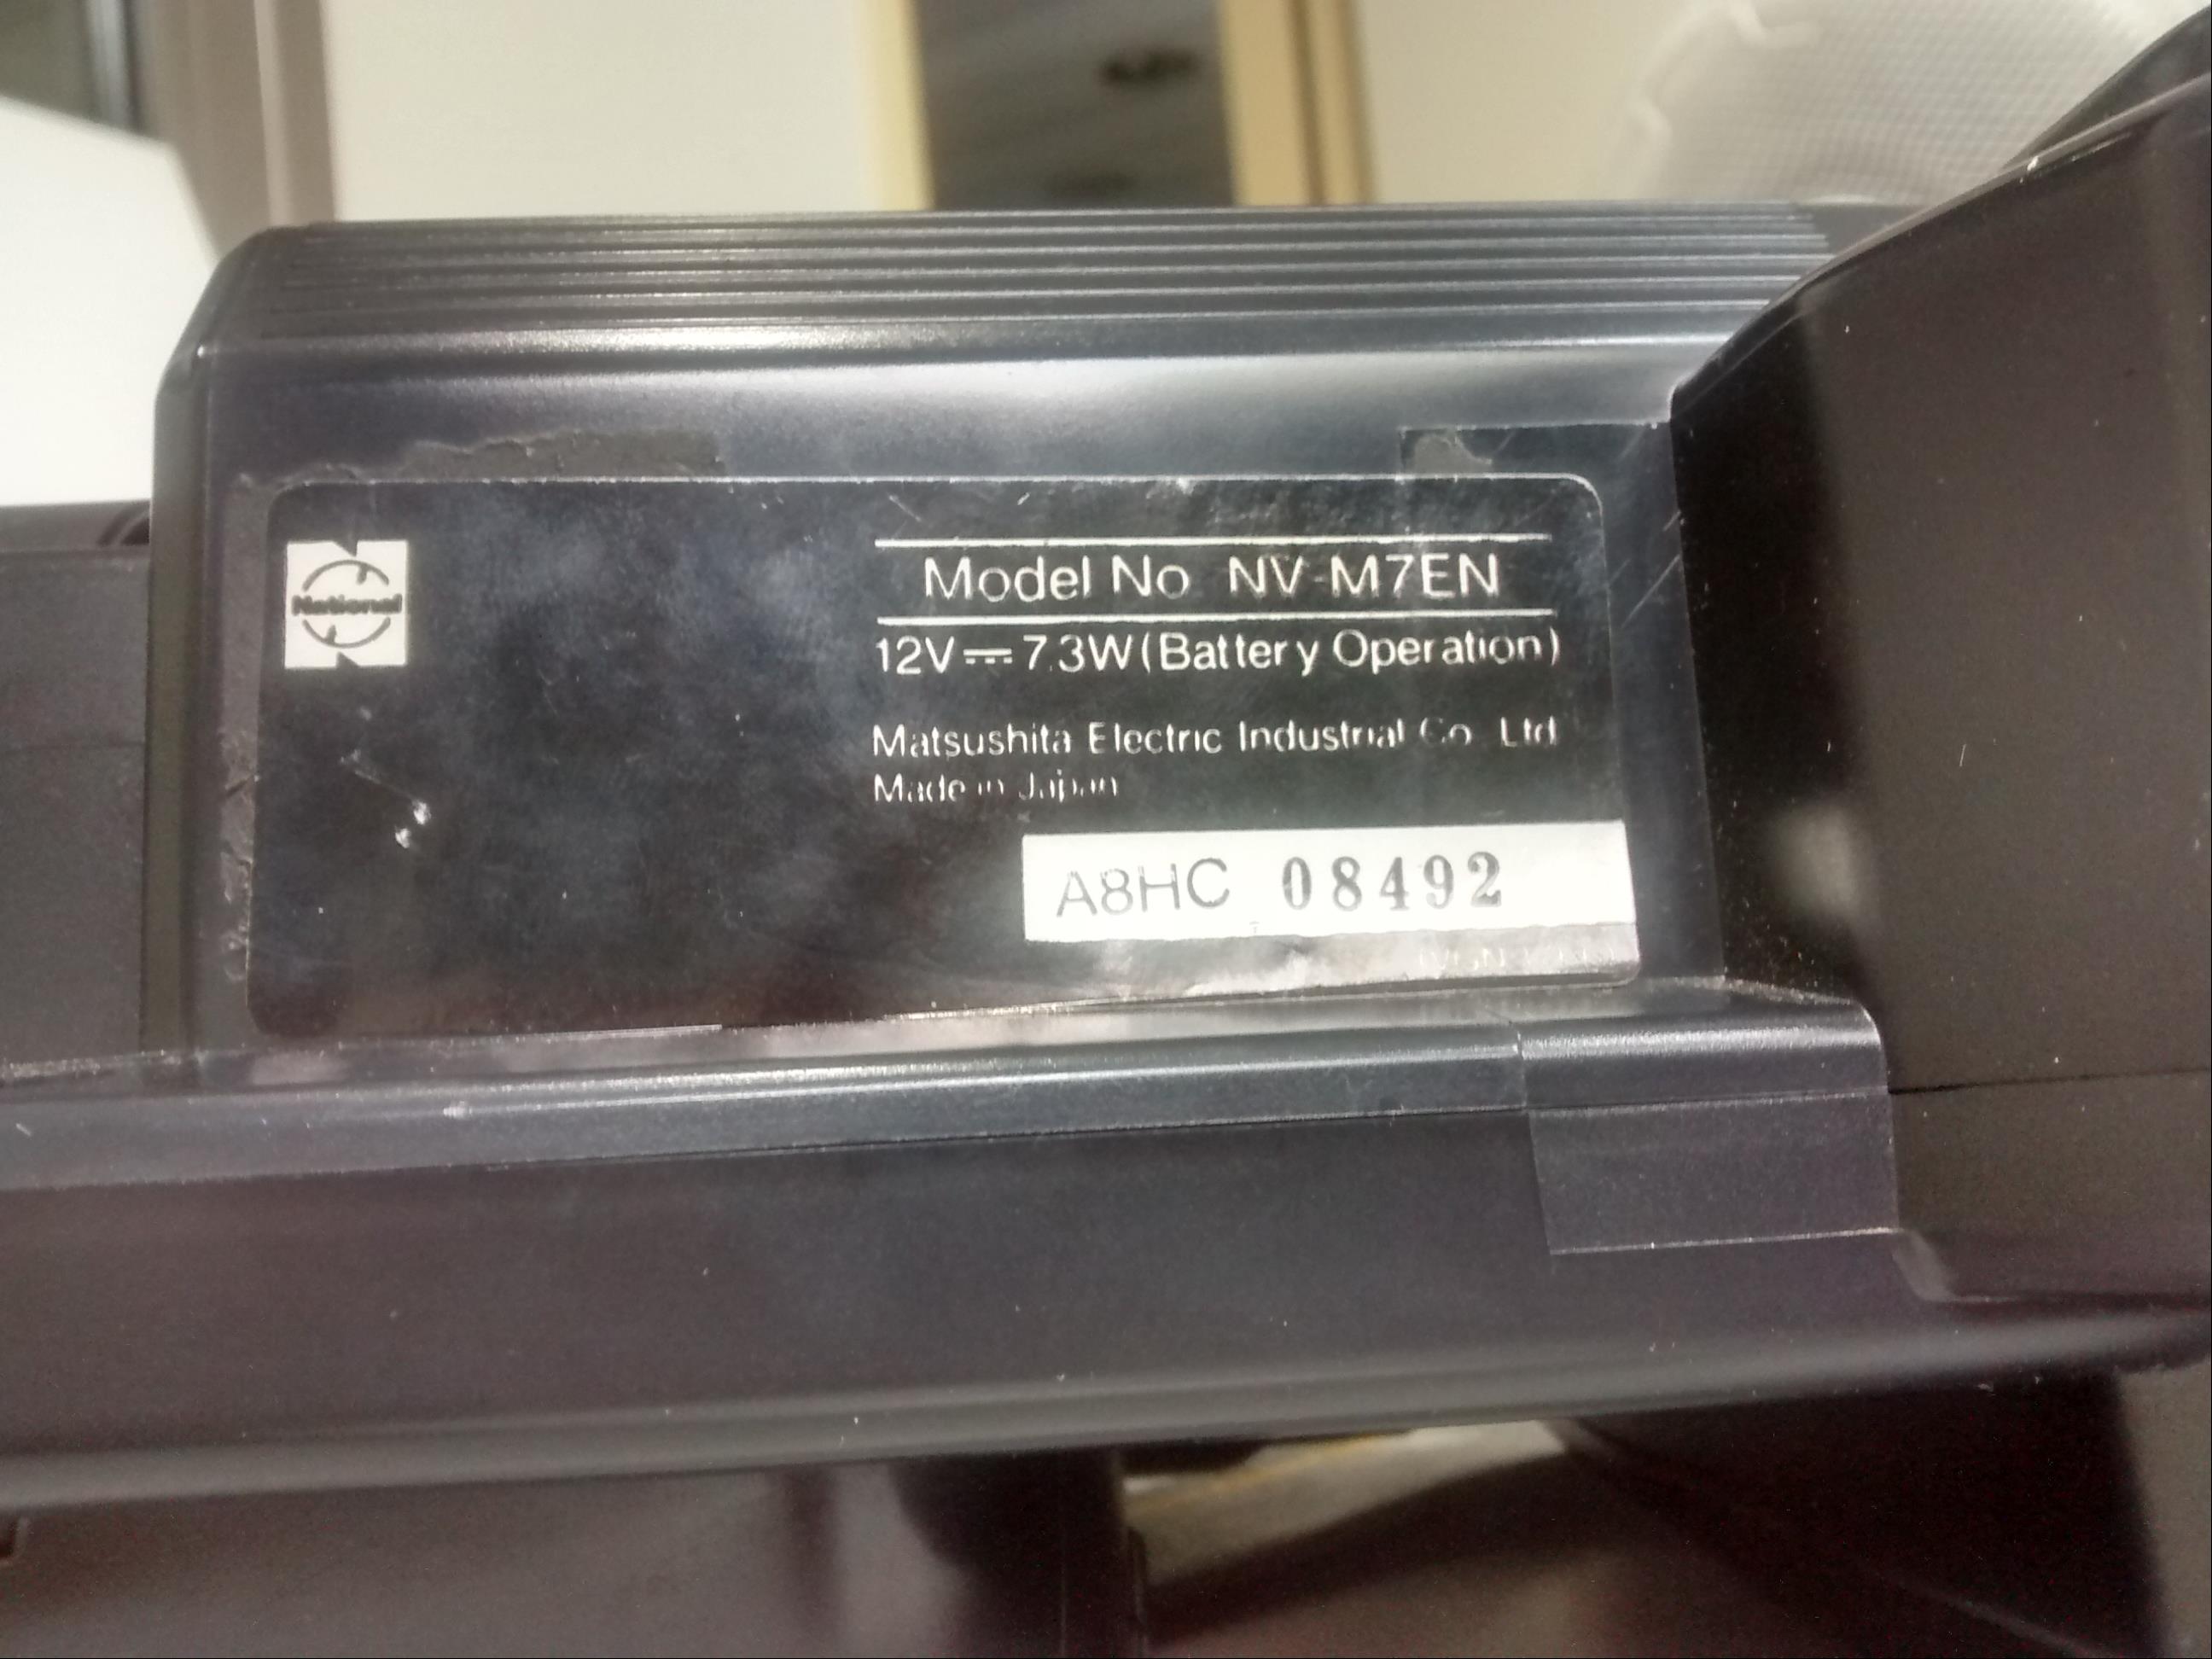 National
Model No NV-M7EN
12V⎓7.3W (Battery Operation)
Matsushita Electric Industrial Co Ltd
Made in Japan
A8HC 08492